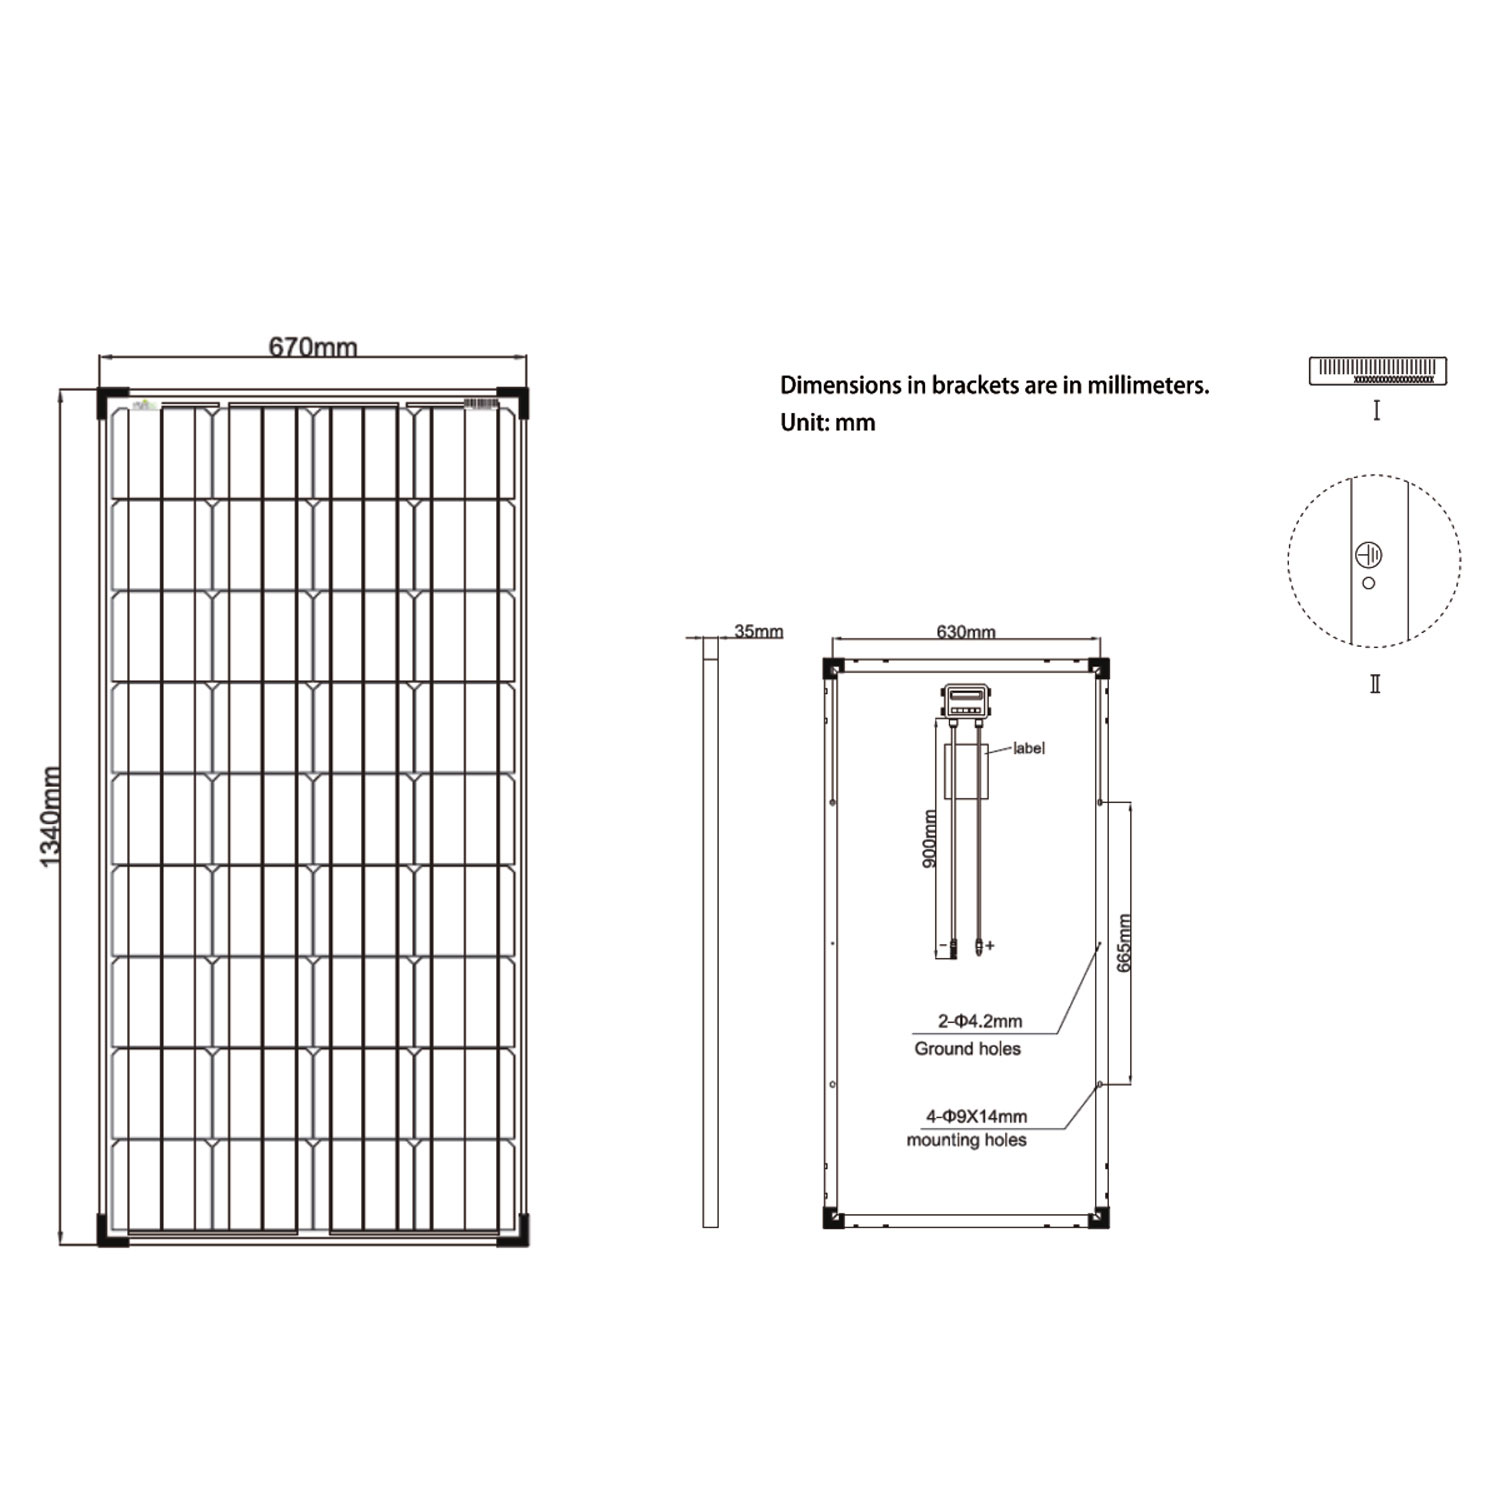 670mm
1340mm
Dimensions in brackets are in millimeters.
Unit: mm
I
II
35mm
630mm
label
900mm
- +
665mm
2-Φ4.2mm
Ground holes
4-Φ9X14mm
mounting holes